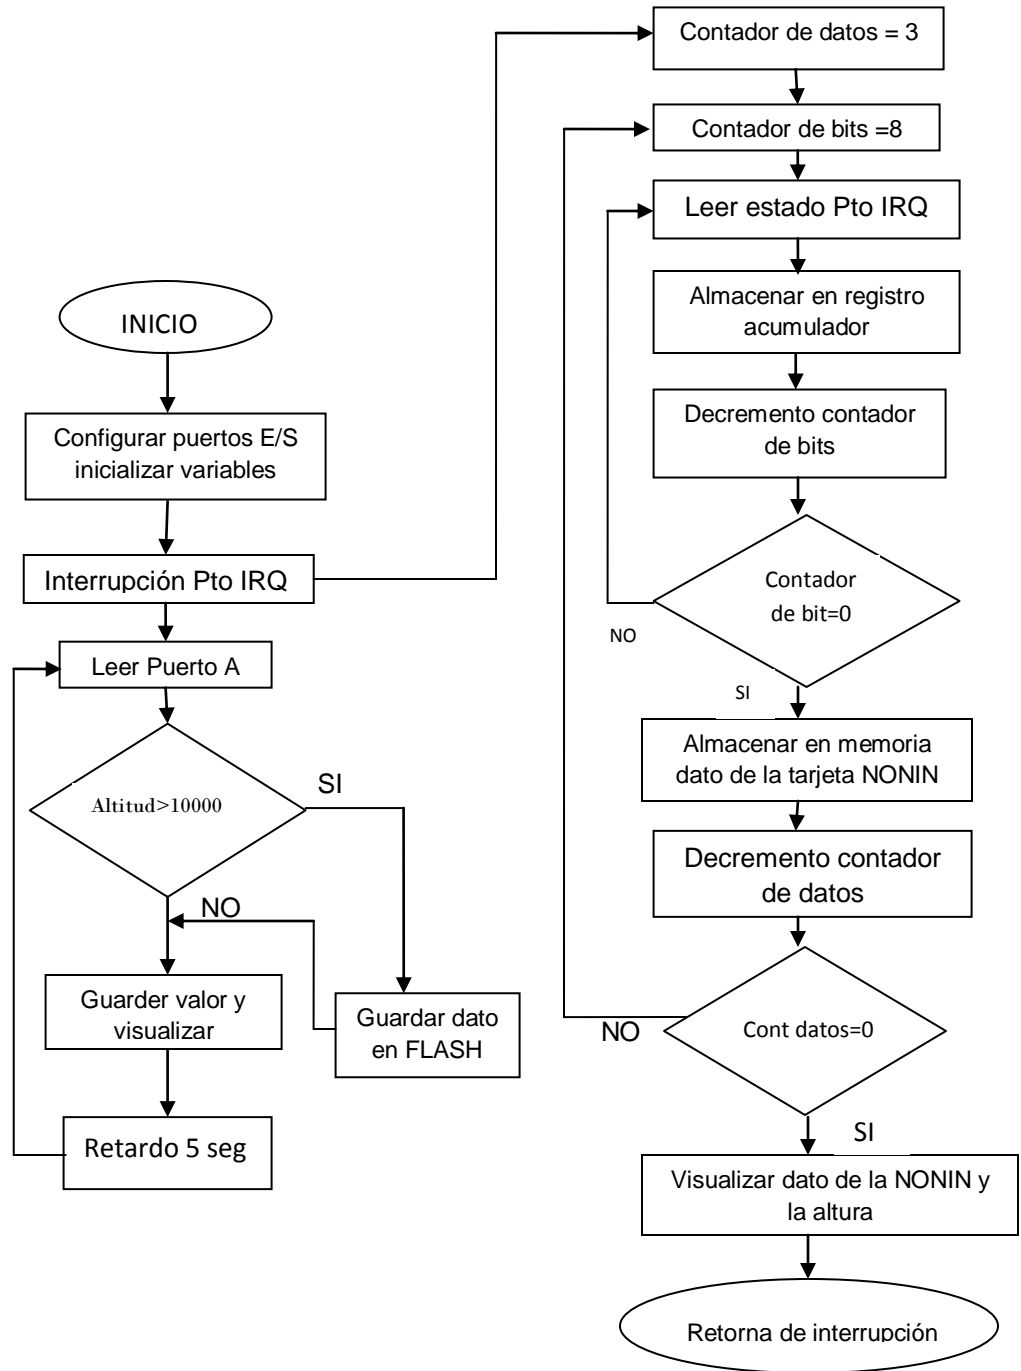 INICIO
Configurar puertos E/S
inicializar variables
Interrupción Pto IRQ
Leer Puerto A
Altitud>10000
SI
NO
Guarder valor y
visualizar
Guardar dato
en FLASH
Retardo 5 seg
Contador de datos = 3
Contador de bits =8
Leer estado Pto IRQ
Almacenar en registro
acumulador
Decremento contador
de bits
Contador
de bit=0
NO
SI
Almacenar en memoria
dato de la tarjeta NONIN
Decremento contador
de datos
Cont datos=0
NO
SI
Visualizar dato de la NONIN y
la altura
Retorna de interrupción